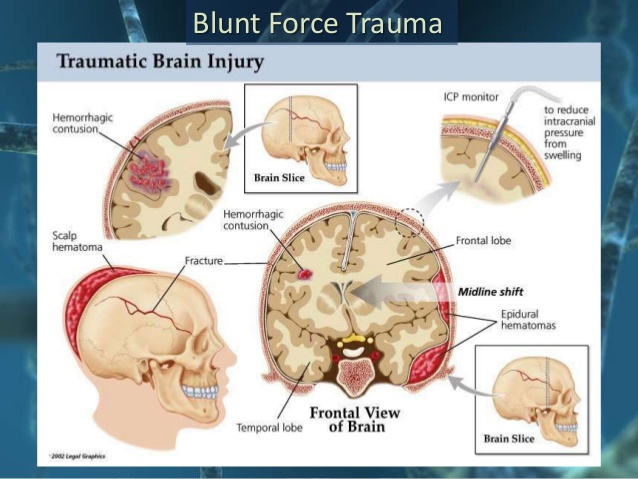 Blunt Force Trauma
Traumatic Brain Injury
Hemorrhagic
contusion
Brain Slice
ICP monitor
to reduce
intracranial
pressure
from
swelling
Hemorrhagic
contusion
Scalp
hematoma
Fracture
Frontal lobe
Midline shift
Epidural
hematomas
Temporal lobe
Frontal View
of Brain
Brain Slice
2002 Legal Graphics